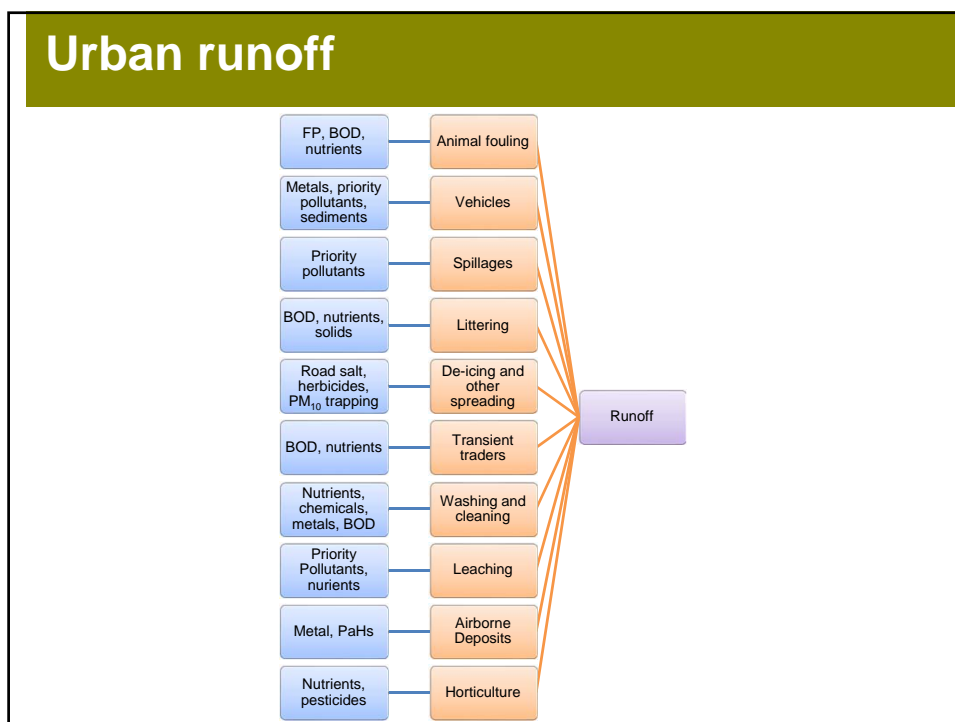 Urban runoff
FP, BOD,
nutrients
Animal fouling
Metals, priority
pollutants,
sediments
Vehicles
Priority
pollutants
Spillages
BOD, nutrients,
solids
Littering
Road salt,
herbicides,
PM₁₀ trapping
De-icing and
other
spreading
Runoff
BOD, nutrients
Transient
traders
Nutrients,
chemicals,
metals, BOD
Washing and
cleaning
Priority
Pollutants,
nurients
Leaching
Metal, PaHs
Airborne
Deposits
Nutrients,
pesticides
Horticulture